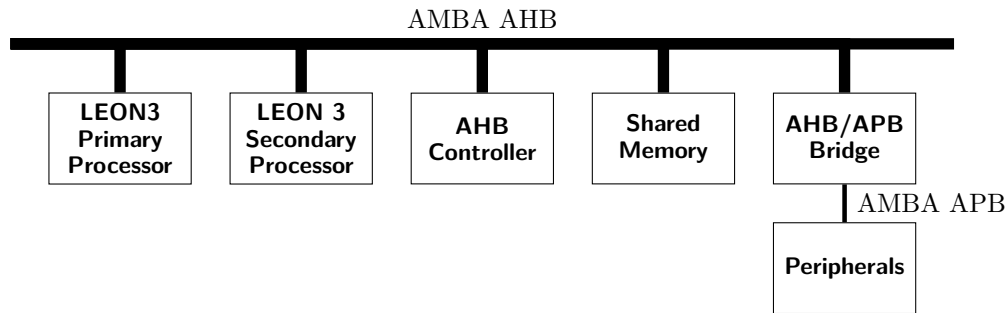 AMBA AHB
LEON3
Primary
Processor
LEON 3
Secondary
Processor
AHB
Controller
Shared
Memory
AHB/APB
Bridge
AMBA APB
Peripherals